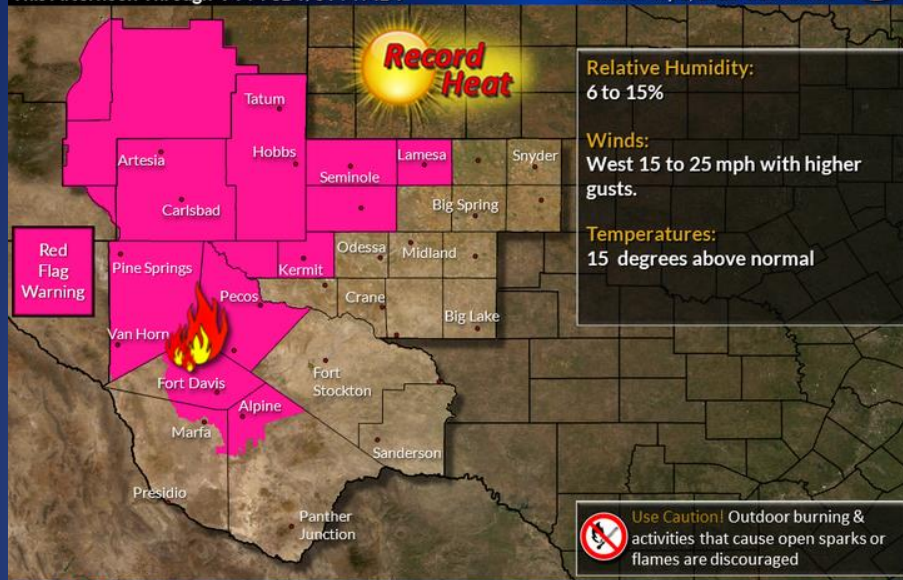 Record
Heat
Relative Humidity:
6 to 15%
Winds:
West 15 to 25 mph with higher
gusts.
Temperatures:
15 degrees above normal
Tatum
Artesia
Hobbs
Lamesa
Snyder
Seminole
Carlsbad
Big Spring
Red
Flag
Warning
Odessa
Midland
Pine Springs
Kermit
Pecos
Crane
Big Lake
Van Horn
Fort Davis
Fort
Stockton
Alpine
Marfa
Sanderson
Presidio
Panther
Junction
Use Caution! Outdoor burning &
activities that cause open sparks or
flames are discouraged